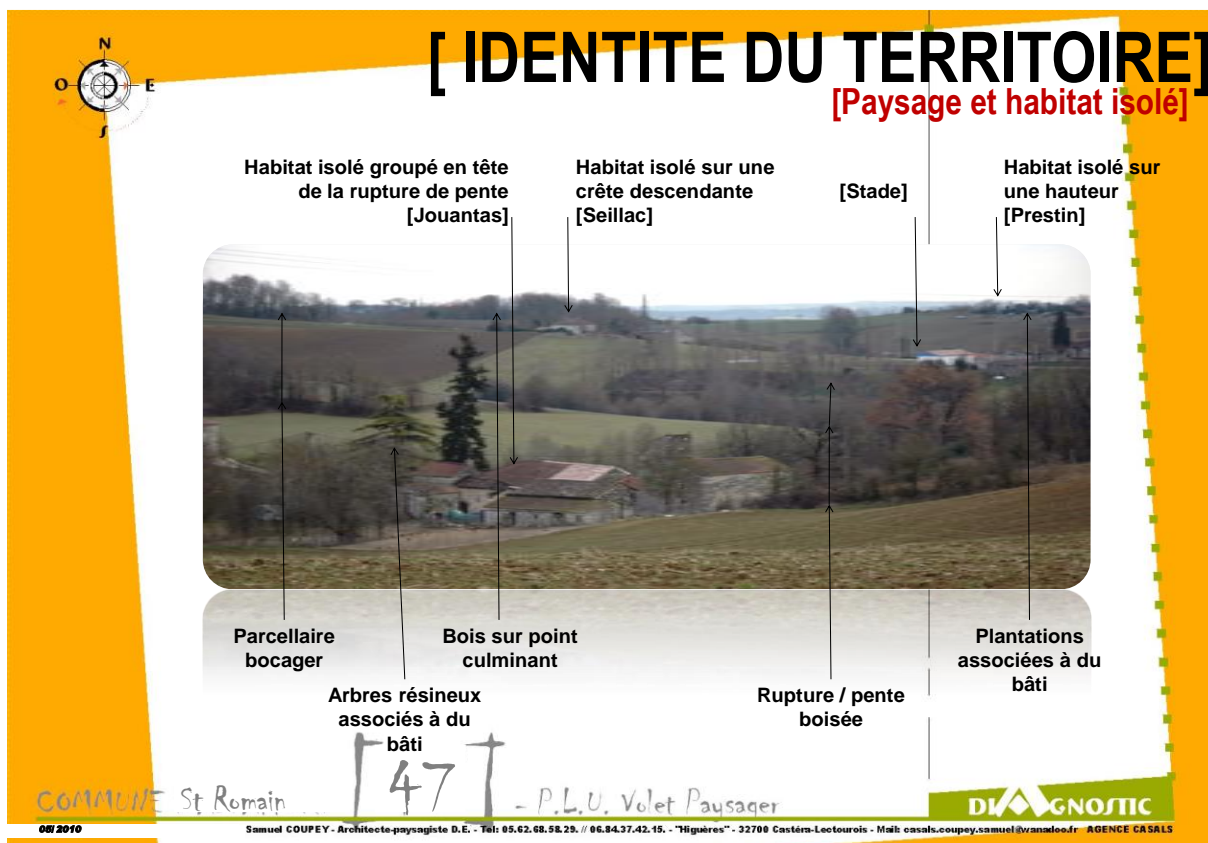 [ IDENTITE DU TERRITOIRE]
[Paysage et habitat isolé]
N
O
E
S
Habitat isolé groupé en tête
de la rupture de pente
[Jouantas]
Habitat isolé sur une
crête descendante
[Seillac]
[Stade]
Habitat isolé sur
une hauteur
[Prestin]
Parcellaire
bocager
Bois sur point
culminant
Plantations
associées à du
bâti
Arbres résineux
associés à du
bâti
Rupture / pente
boisée
COMMUNE St Romain [47] - P.L.U. Volet Paysager
DIAGNOSTIC
05/2010
Samuel COUPEY - Architecte-paysagiste D.E. - Tél: 05.62.68.58.29. // 06.84.37.42.15. - "Higuères" - 32700 Castéra-Lectourois - Mail: casals.coupey.samuel@wanadoo.fr AGENCE CASALS